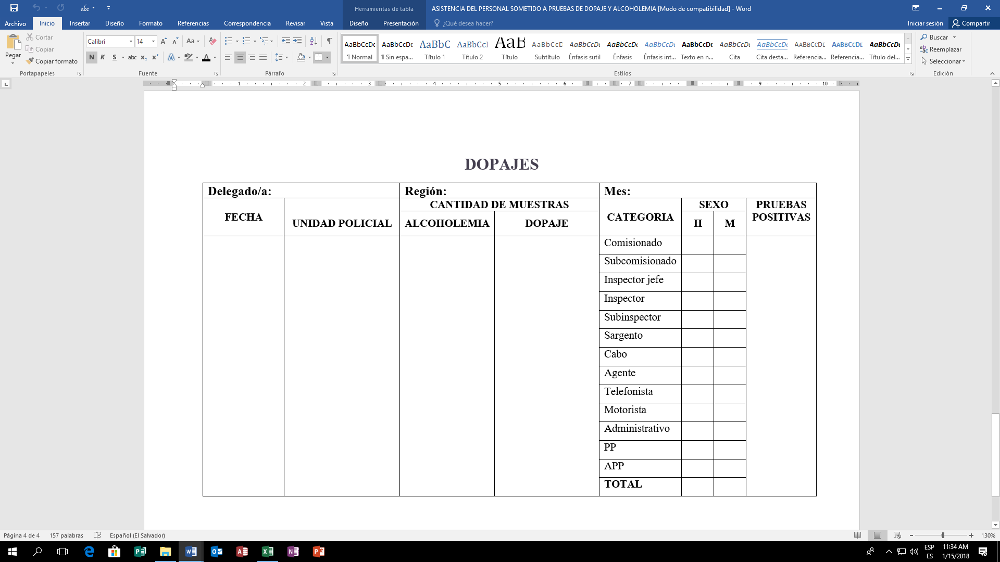 Herramientas de tabla
ASISTENCIA DEL PERSONAL SOMETIDO A PRUEBAS DE DOPAJE Y ALCOHOLEMIA [Modo de compatibilidad] - Word
Archivo Inicio Insertar Diseño Formato Referencias Correspondencia Revisar Vista Diseño Presentación ¿Qué desea hacer? Iniciar sesión Compartir
Pegar
Cortar
Copiar
Copiar formato
Portapapeles
Calibri 14
N K S abc x₂ x²
Fuente
Párrafo
AaBbCcDc AaBbCcDc AaBbC AaBbCcI AaB AaBbCcD AaBbCcDc AaBbCcDc AaBbCcDc AaBbCcDc AaBbCcDc AaBbCcDc AABBCCDE AABBCCDE AaBbCcDc
¶ Normal ¶ Sin espa... Título 1 Título 2 Título Subtítulo Énfasis sutil Énfasis Énfasis int... Texto en n... Cita Cita desta... Referencia... Referencia... Título del...
Estilos
Buscar
Reemplazar
Seleccionar
Edición
1 2 3 4 5 6 7 9 10
DOPAJES
Delegado/a: Región: Mes:
FECHA UNIDAD POLICIAL CANTIDAD DE MUESTRAS CATEGORIA SEXO PRUEBAS POSITIVAS
ALCOHOLEMIA DOPAJE H M
Comisionado
Subcomisionado
Inspector jefe
Inspector
Subinspector
Sargento
Cabo
Agente
Telefonista
Motorista
Administrativo
PP
APP
TOTAL
Página 4 de 4 157 palabras Español (El Salvador) 130%
ESP
ES
11:34 AM
1/15/2018